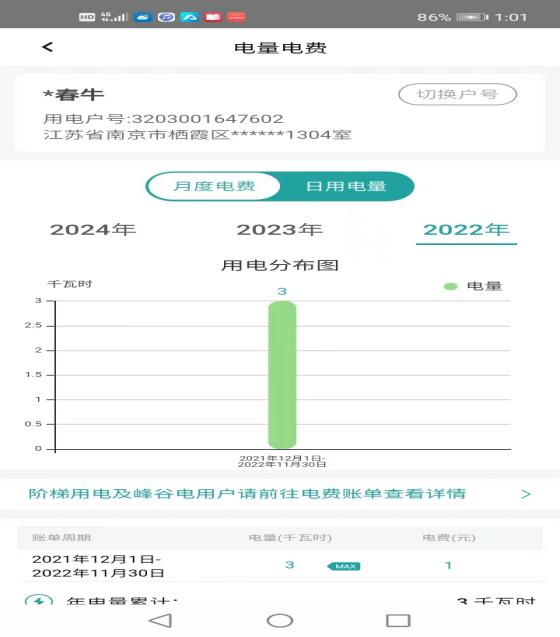 HD 4G 86% 1:01
电量电费
*春牛
切换户号
用电户号:3203001647602
江苏省南京市栖霞区******1304室
月度电费 日用电量
2024年 2023年 2022年
用电分布图
千瓦时 电量
3
3
2.5
2
1.5
1
0.5
0
2021年12月1日-
2022年11月30日
阶梯用电及峰谷电用户请前往电费账单查看详情
账单周期 电量(千瓦时) 电费(元)
2021年12月1日-
2022年11月30日
3 MAX 1
年电量累计: 3 千瓦时